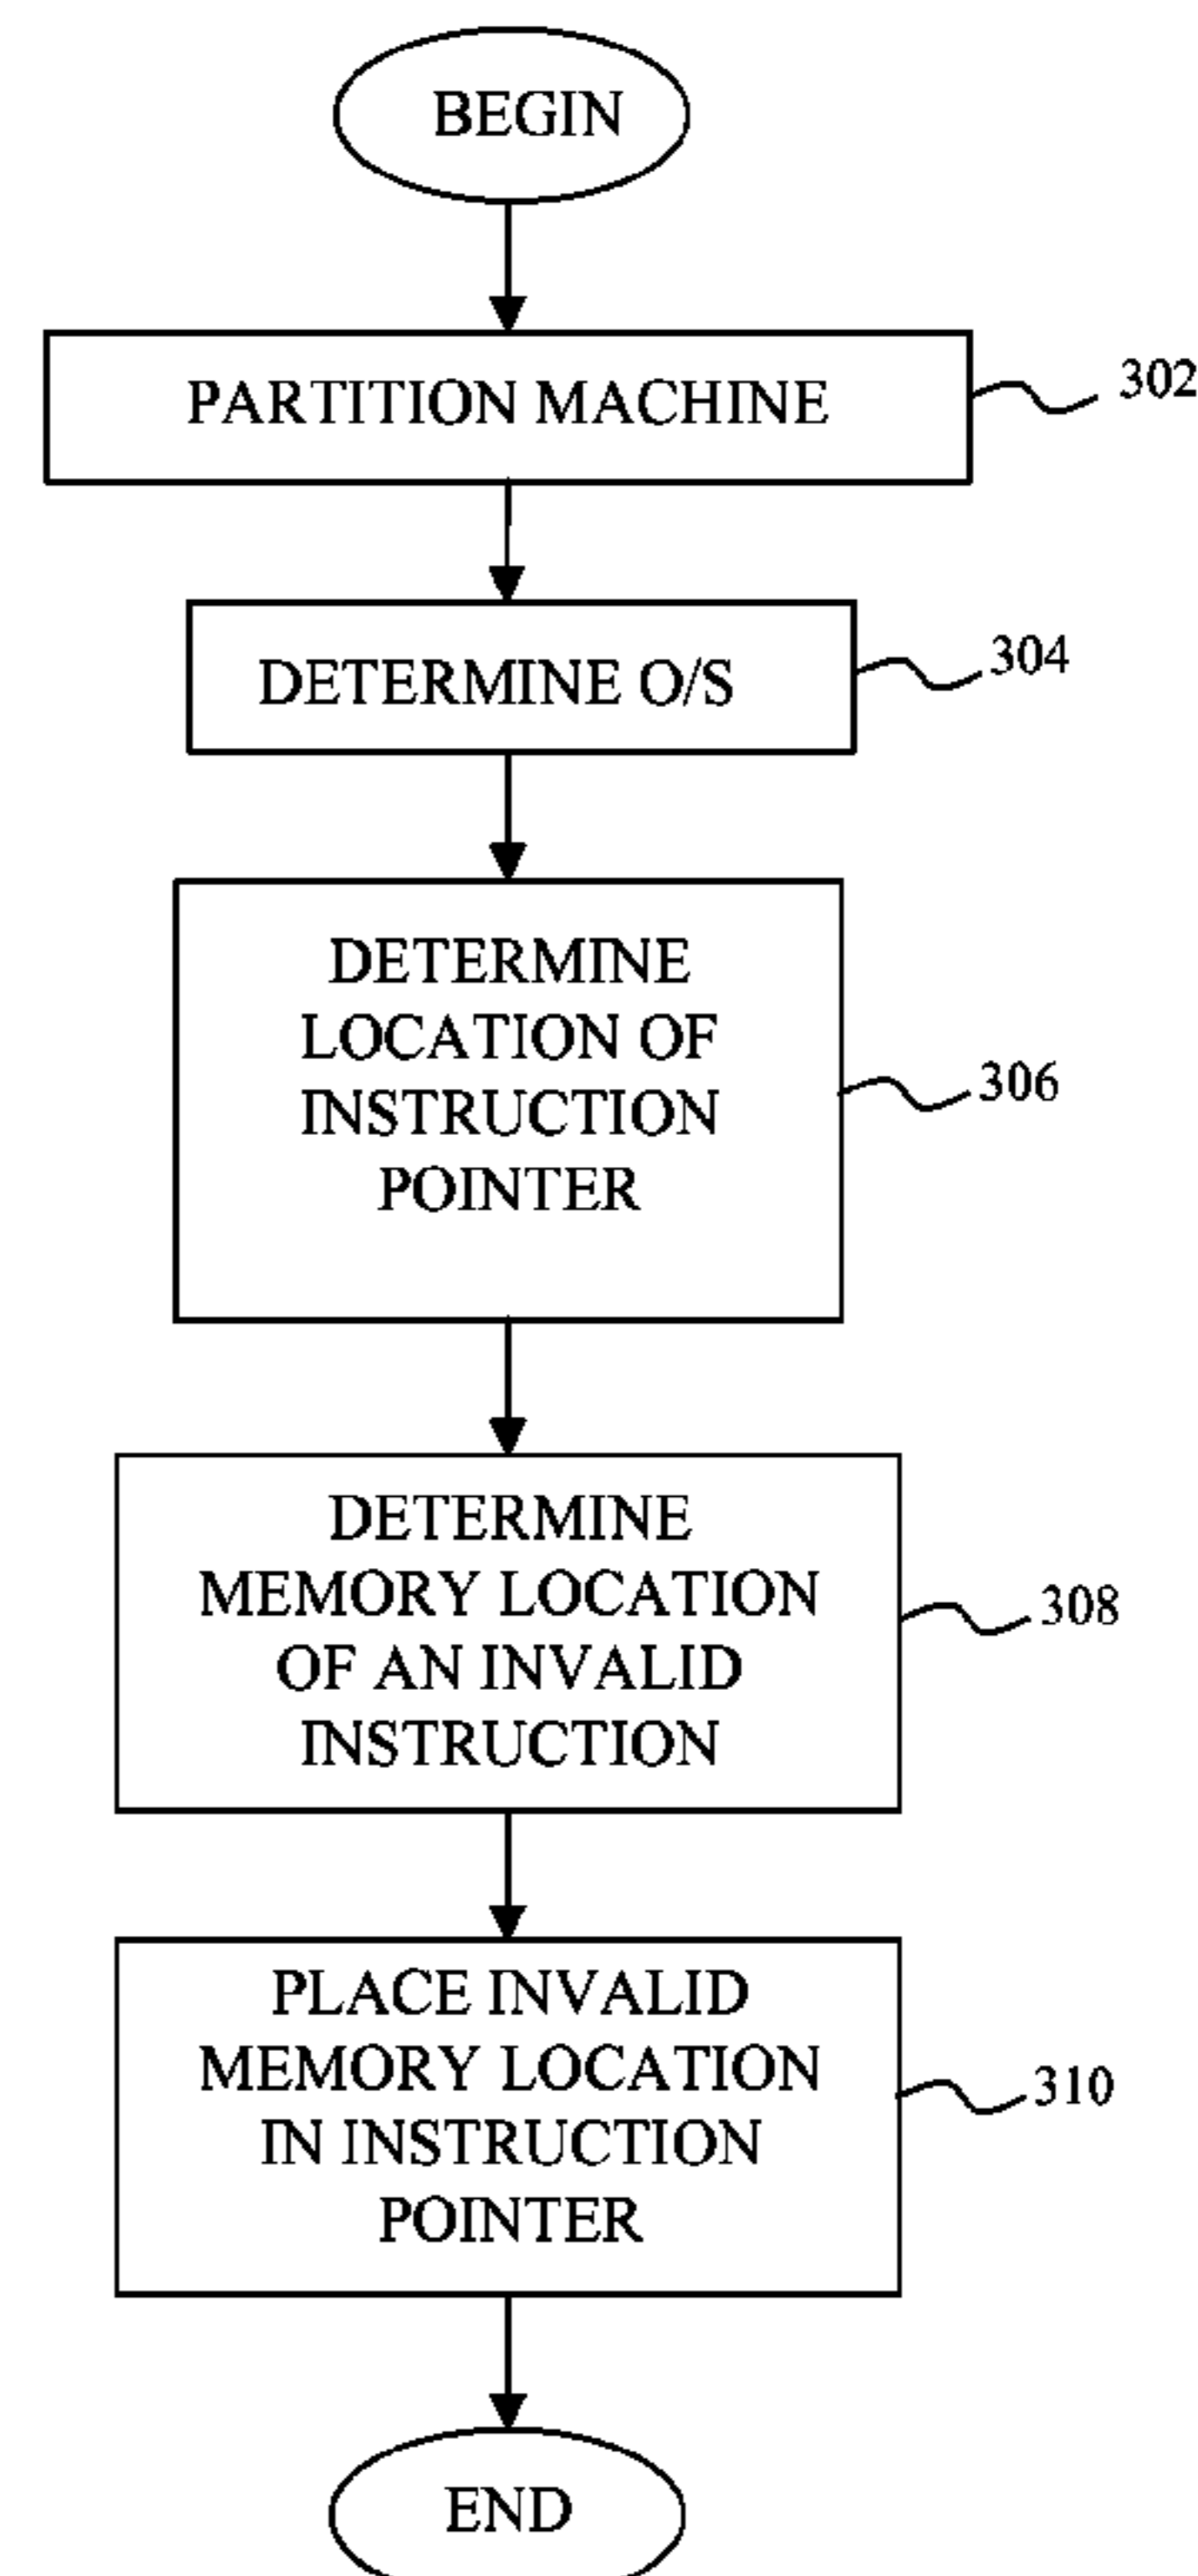 BEGIN
PARTITION MACHINE
302
DETERMINE O/S
304
DETERMINE
LOCATION OF
INSTRUCTION
POINTER
306
DETERMINE
MEMORY LOCATION
OF AN INVALID
INSTRUCTION
308
PLACE INVALID
MEMORY LOCATION
IN INSTRUCTION
POINTER
310
END